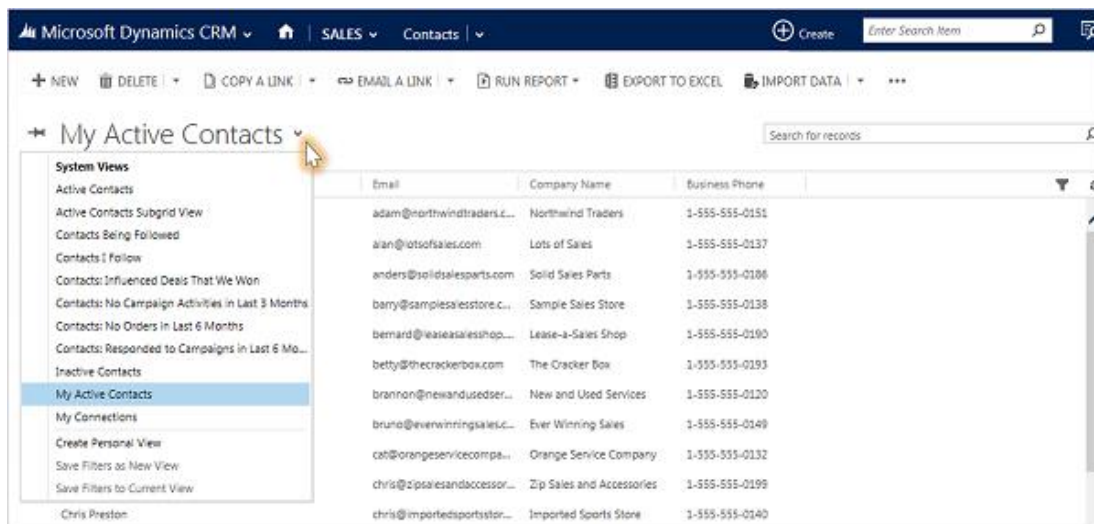 Microsoft Dynamics CRM SALES Contacts Create Enter Search Item
NEW DELETE COPY A LINK EMAIL A LINK RUN REPORT EXPORT TO EXCEL IMPORT DATA •••
My Active Contacts Search for records
System Views
Active Contacts
Active Contacts Subgrid View
Contacts Being Followed
Contacts I Follow
Contacts: Influenced Deals That We Won
Contacts: No Campaign Activities in Last 3 Months
Contacts: No Orders in Last 6 Months
Contacts: Responded to Campaigns in Last 6 Mo...
Inactive Contacts
My Active Contacts
My Connections
Create Personal View
Save Filters as New View
Save Filters to Current View
Email Company Name Business Phone
adam@northwindtraders.c... Northwind Traders 1-555-555-0151
alan@lotsofsales.com Lots of Sales 1-555-555-0137
anders@solidsalesparts.com Solid Sales Parts 1-555-555-0186
barry@samplesalesstore.c... Sample Sales Store 1-555-555-0138
bernard@leaseasalesshop.... Lease-a-Sales Shop 1-555-555-0190
betty@thecrackerbox.com The Cracker Box 1-555-555-0193
brannon@newandusedser... New and Used Services 1-555-555-0120
bruno@everwinningsales.c... Ever Winning Sales 1-555-555-0149
cat@orangeservicecompa... Orange Service Company 1-555-555-0132
chris@zipsalesandaccessor... Zip Sales and Accessories 1-555-555-0199
Chris Preston chris@importedsportsstor... Imported Sports Store 1-555-555-0140